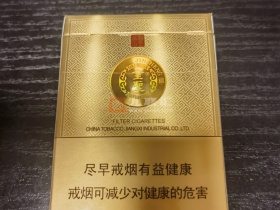 FILTER CIGARETTES
CHINA TOBACCO JIANGXI INDUSTRIAL CO., LTD
尽早戒烟有益健康
戒烟可减少对健康的危害